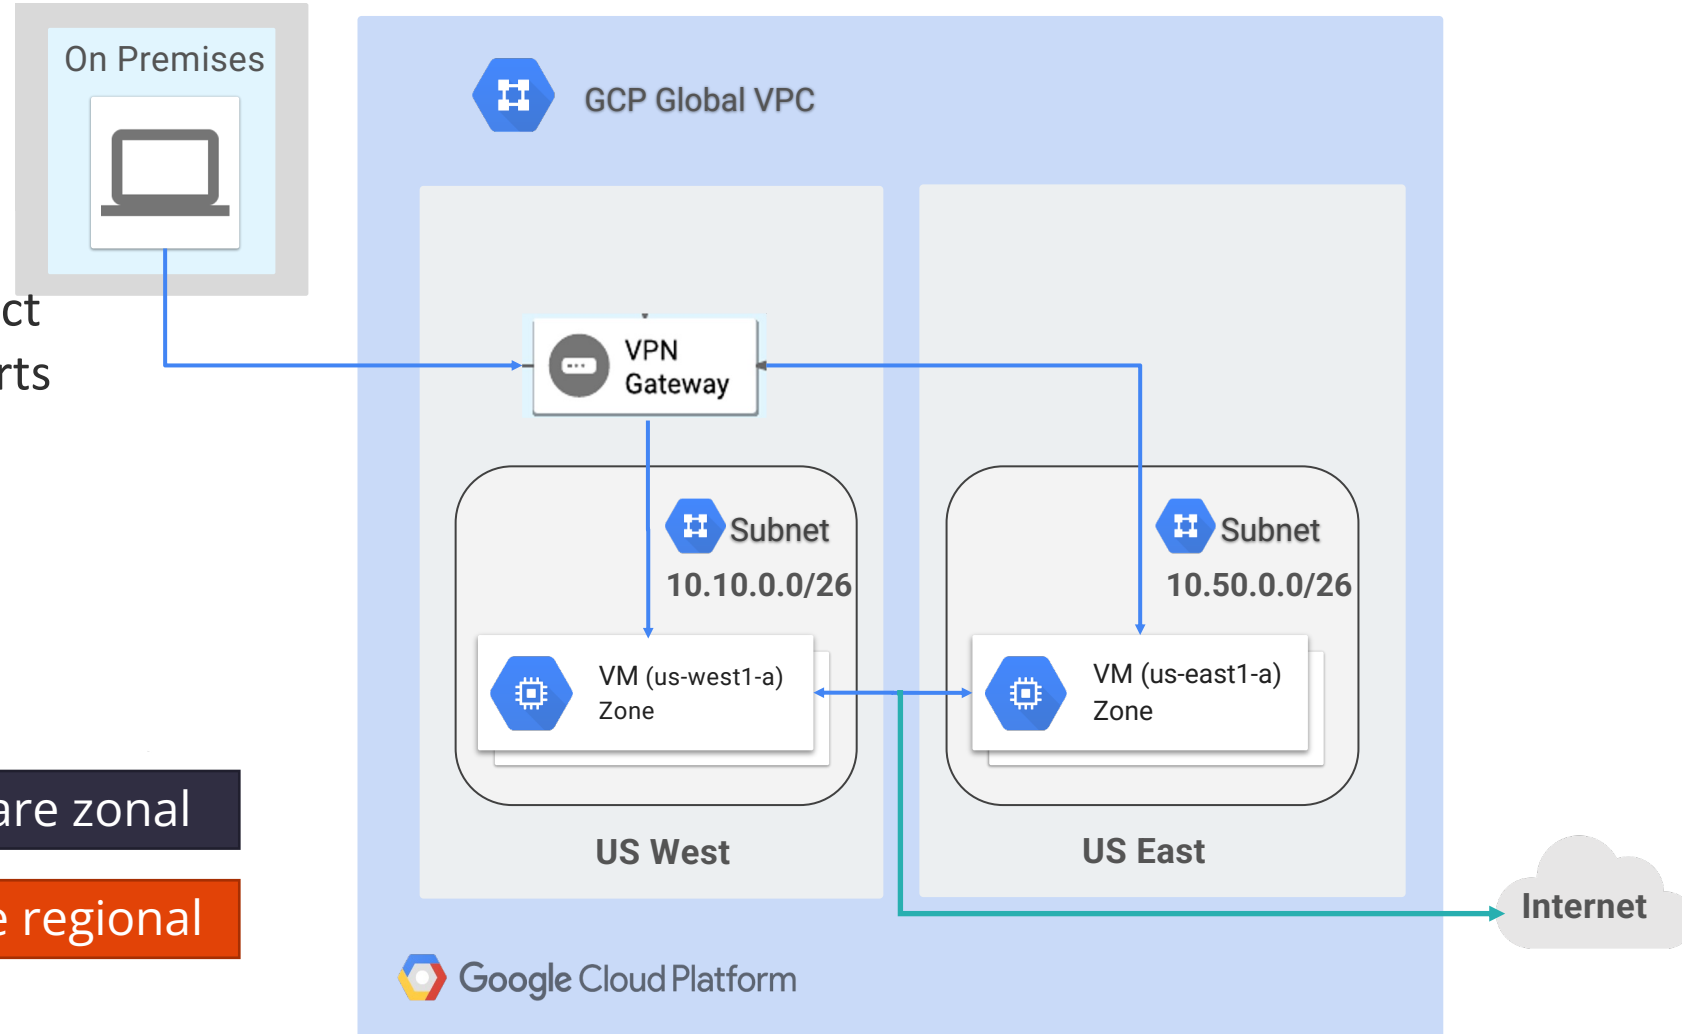 On Premises
GCP Global VPC
ct
rts
VPN
Gateway
Subnet
10.10.0.0/26
Subnet
10.50.0.0/26
VM (us-west1-a)
Zone
VM (us-east1-a)
Zone
are zonal
US West
US East
e regional
Internet
Google Cloud Platform